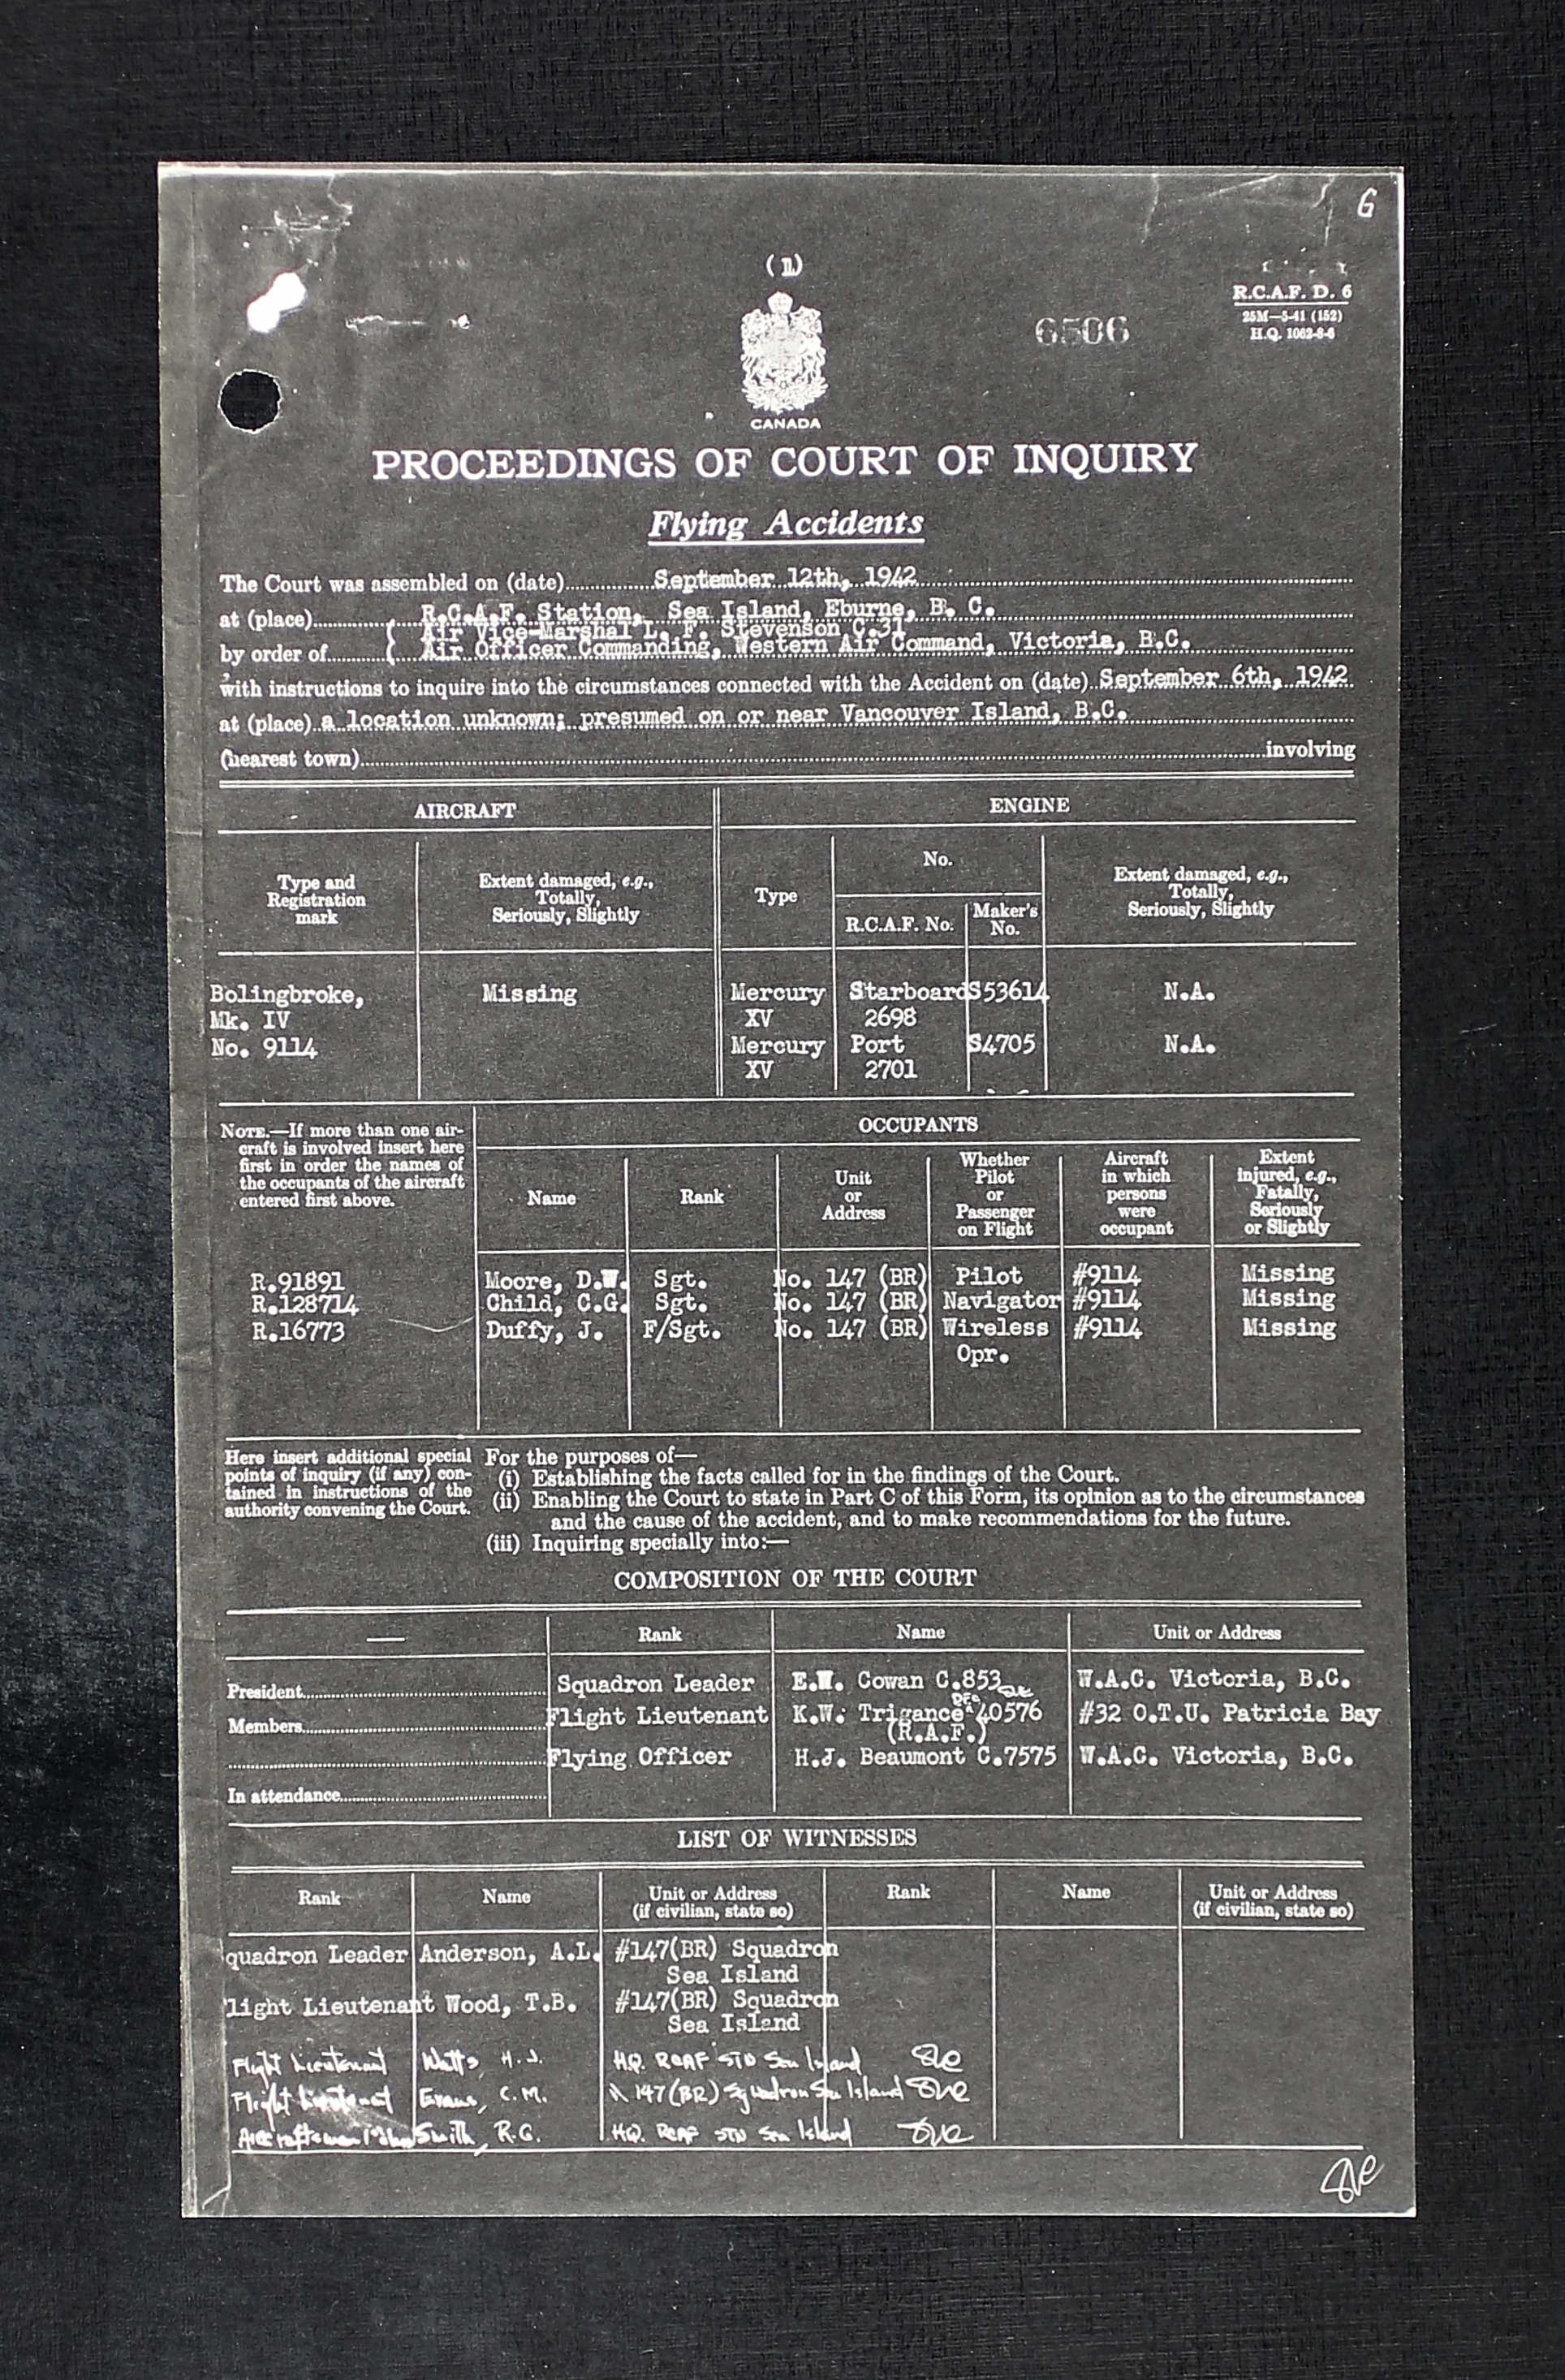 G
(1)
R.C.A.F. D. 6
25M—5-41 (152)
H.Q. 1062-8-6
6506
CANADA
PROCEEDINGS OF COURT OF INQUIRY
Flying Accidents
The Court was assembled on (date) September 12th, 1942
at (place) R.C.A.F. Station, Sea Island, Eburne, B. C.
Air Vice-Marshal L. F. Stevenson C.31
by order of { Air Officer Commanding, Western Air Command, Victoria, B.C.
with instructions to inquire into the circumstances connected with the Accident on (date) September 6th, 1942
at (place) a location unknown; presumed on or near Vancouver Island, B.C.
(nearest town) involving
AIRCRAFT ENGINE
Type and Registration mark
Extent damaged, e.g., Totally, Seriously, Slightly
Type
No.
R.C.A.F. No.
Maker's No.
Extent damaged, e.g., Totally, Seriously, Slightly
Bolingbroke, Missing Mercury Starboard S53614 N.A.
Mk. IV XV 2698
No. 9114 Mercury Port S4705 N.A.
XV 2701
NOTE.—If more than one air-
craft is involved insert here
first in order the names of
the occupants of the aircraft
entered first above.
OCCUPANTS
Name
Rank
Unit or Address
Whether Pilot or Passenger on Flight
Aircraft in which persons were occupant
Extent injured, e.g., Fatally, Seriously or Slightly
R.91891 Moore, D.W. Sgt. No. 147 (BR) Pilot #9114 Missing
R.128714 Child, C.G. Sgt. No. 147 (BR) Navigator #9114 Missing
R.16773 Duffy, J. F/Sgt. No. 147 (BR) Wireless #9114 Missing
Opr.
Here insert additional special
points of inquiry (if any) con-
tained in instructions of the
authority convening the Court.
For the purposes of—
(i) Establishing the facts called for in the findings of the Court.
(ii) Enabling the Court to state in Part C of this Form, its opinion as to the circumstances
and the cause of the accident, and to make recommendations for the future.
(iii) Inquiring specially into:—
COMPOSITION OF THE COURT
— Rank Name Unit or Address
President Squadron Leader E.W. Cowan C.853 W.A.C. Victoria, B.C.
DFC
Members Flight Lieutenant K.W. Trigance 40576 #32 O.T.U. Patricia Bay
(R.A.F.)
Flying Officer H.J. Beaumont C.7575 W.A.C. Victoria, B.C.
In attendance
LIST OF WITNESSES
Rank Name Unit or Address (if civilian, state so) Rank Name Unit or Address (if civilian, state so)
quadron Leader Anderson, A.L. #147(BR) Squadron
Sea Island
light Lieutenant Wood, T.B. #147(BR) Squadron
Sea Island
Flight Lieutenant Watts, H.J. HQ. RCAF STN Sea Island
Flight Lieutenant Evans, C.M. 147(BR) Squadron Sea Island
Smith, R.G. HQ. RCAF STN Sea Island